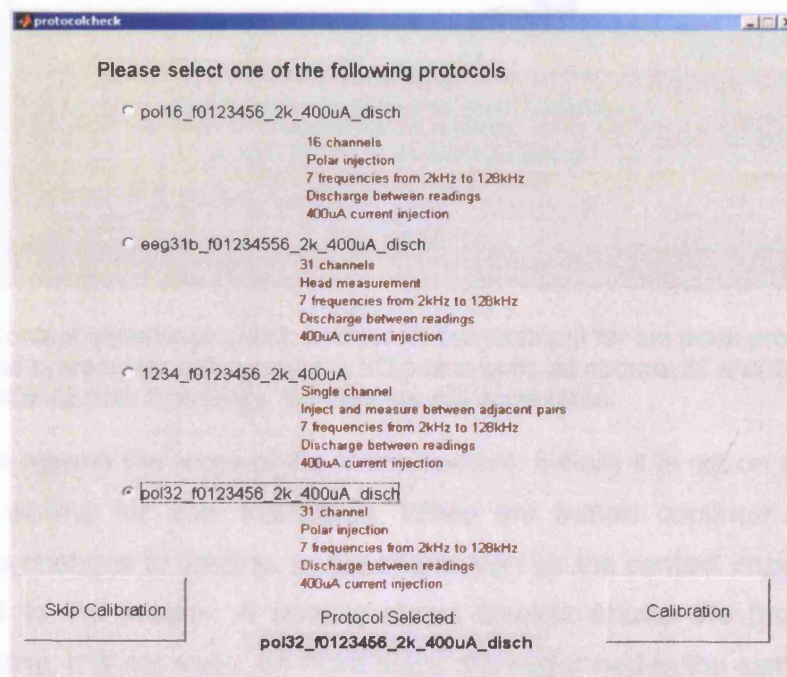 protocolcheck
Please select one of the following protocols
pol16_f0123456_2k_400uA_disch
16 channels
Polar injection
7 frequencies from 2kHz to 128kHz
Discharge between readings
400uA current injection
eeg31b_f01234556_2k_400uA_disch
31 channels
Head measurement
7 frequencies from 2kHz to 128kHz
Discharge between readings
400uA current injection
1234_f0123456_2k_400uA
Single channel
Inject and measure between adjacent pairs
7 frequencies from 2kHz to 128kHz
Discharge between readings
400uA current injection
pol32_f0123456_2k_400uA_disch
31 channel
Polar injection
7 frequencies from 2kHz to 128kHz
Discharge between readings
400uA current injection
Skip Calibration
Protocol Selected
pol32_f0123456_2k_400uA_disch
Calibration